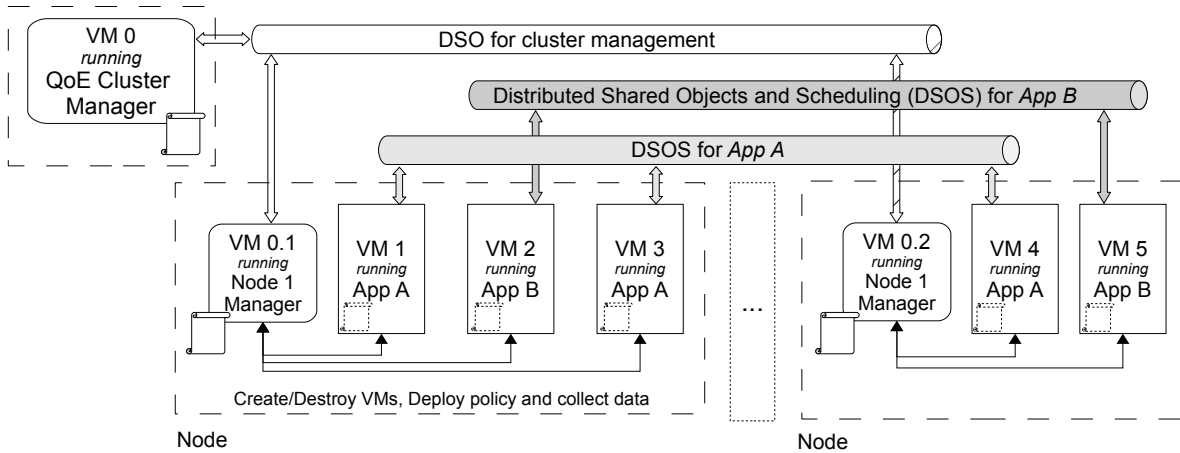 VM 0
running
QoE Cluster
Manager
DSO for cluster management
Distributed Shared Objects and Scheduling (DSOS) for App B
DSOS for App A
VM 0.1
running
Node 1
Manager
VM 1
running
App A
VM 2
running
App B
VM 3
running
App A
...
VM 0.2
running
Node 1
Manager
VM 4
running
App A
VM 5
running
App B
Create/Destroy VMs, Deploy policy and collect data
Node
Node